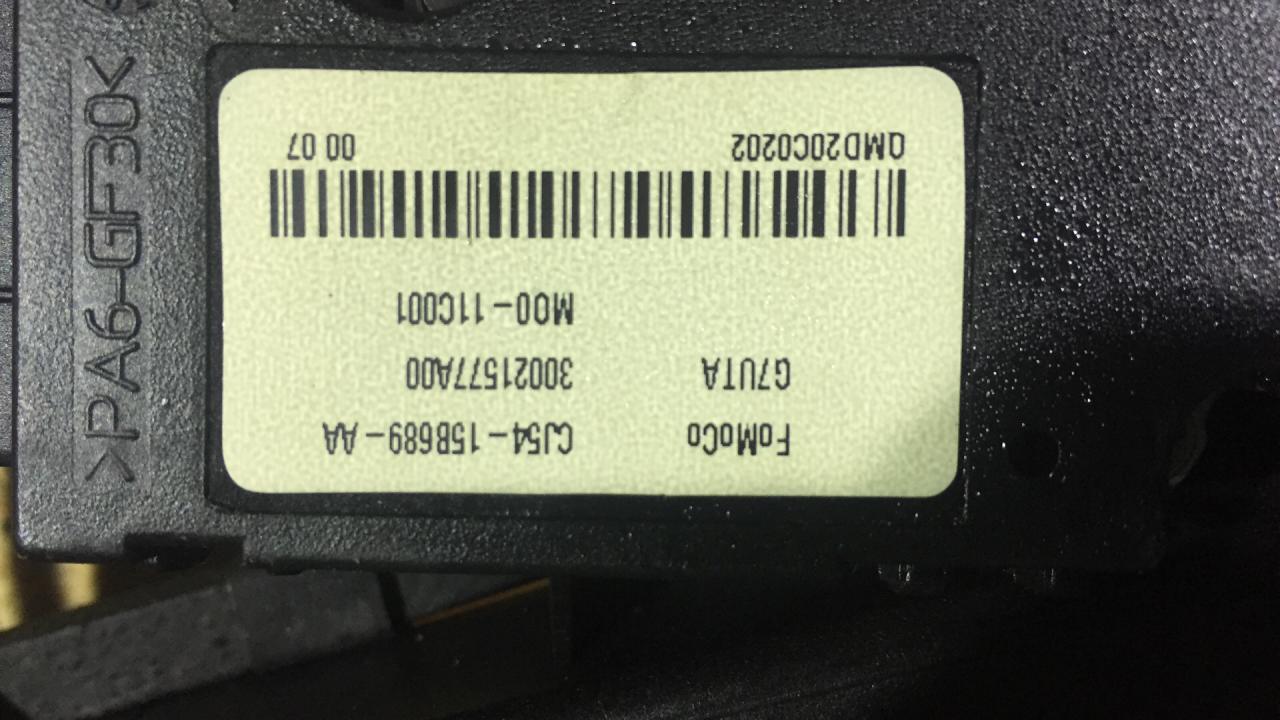 FoMoCo CJ54-15B689-AA
G7UTA 30021577A00
M00-11C001
QMD20C0202 00 07
>PA6-GF30<